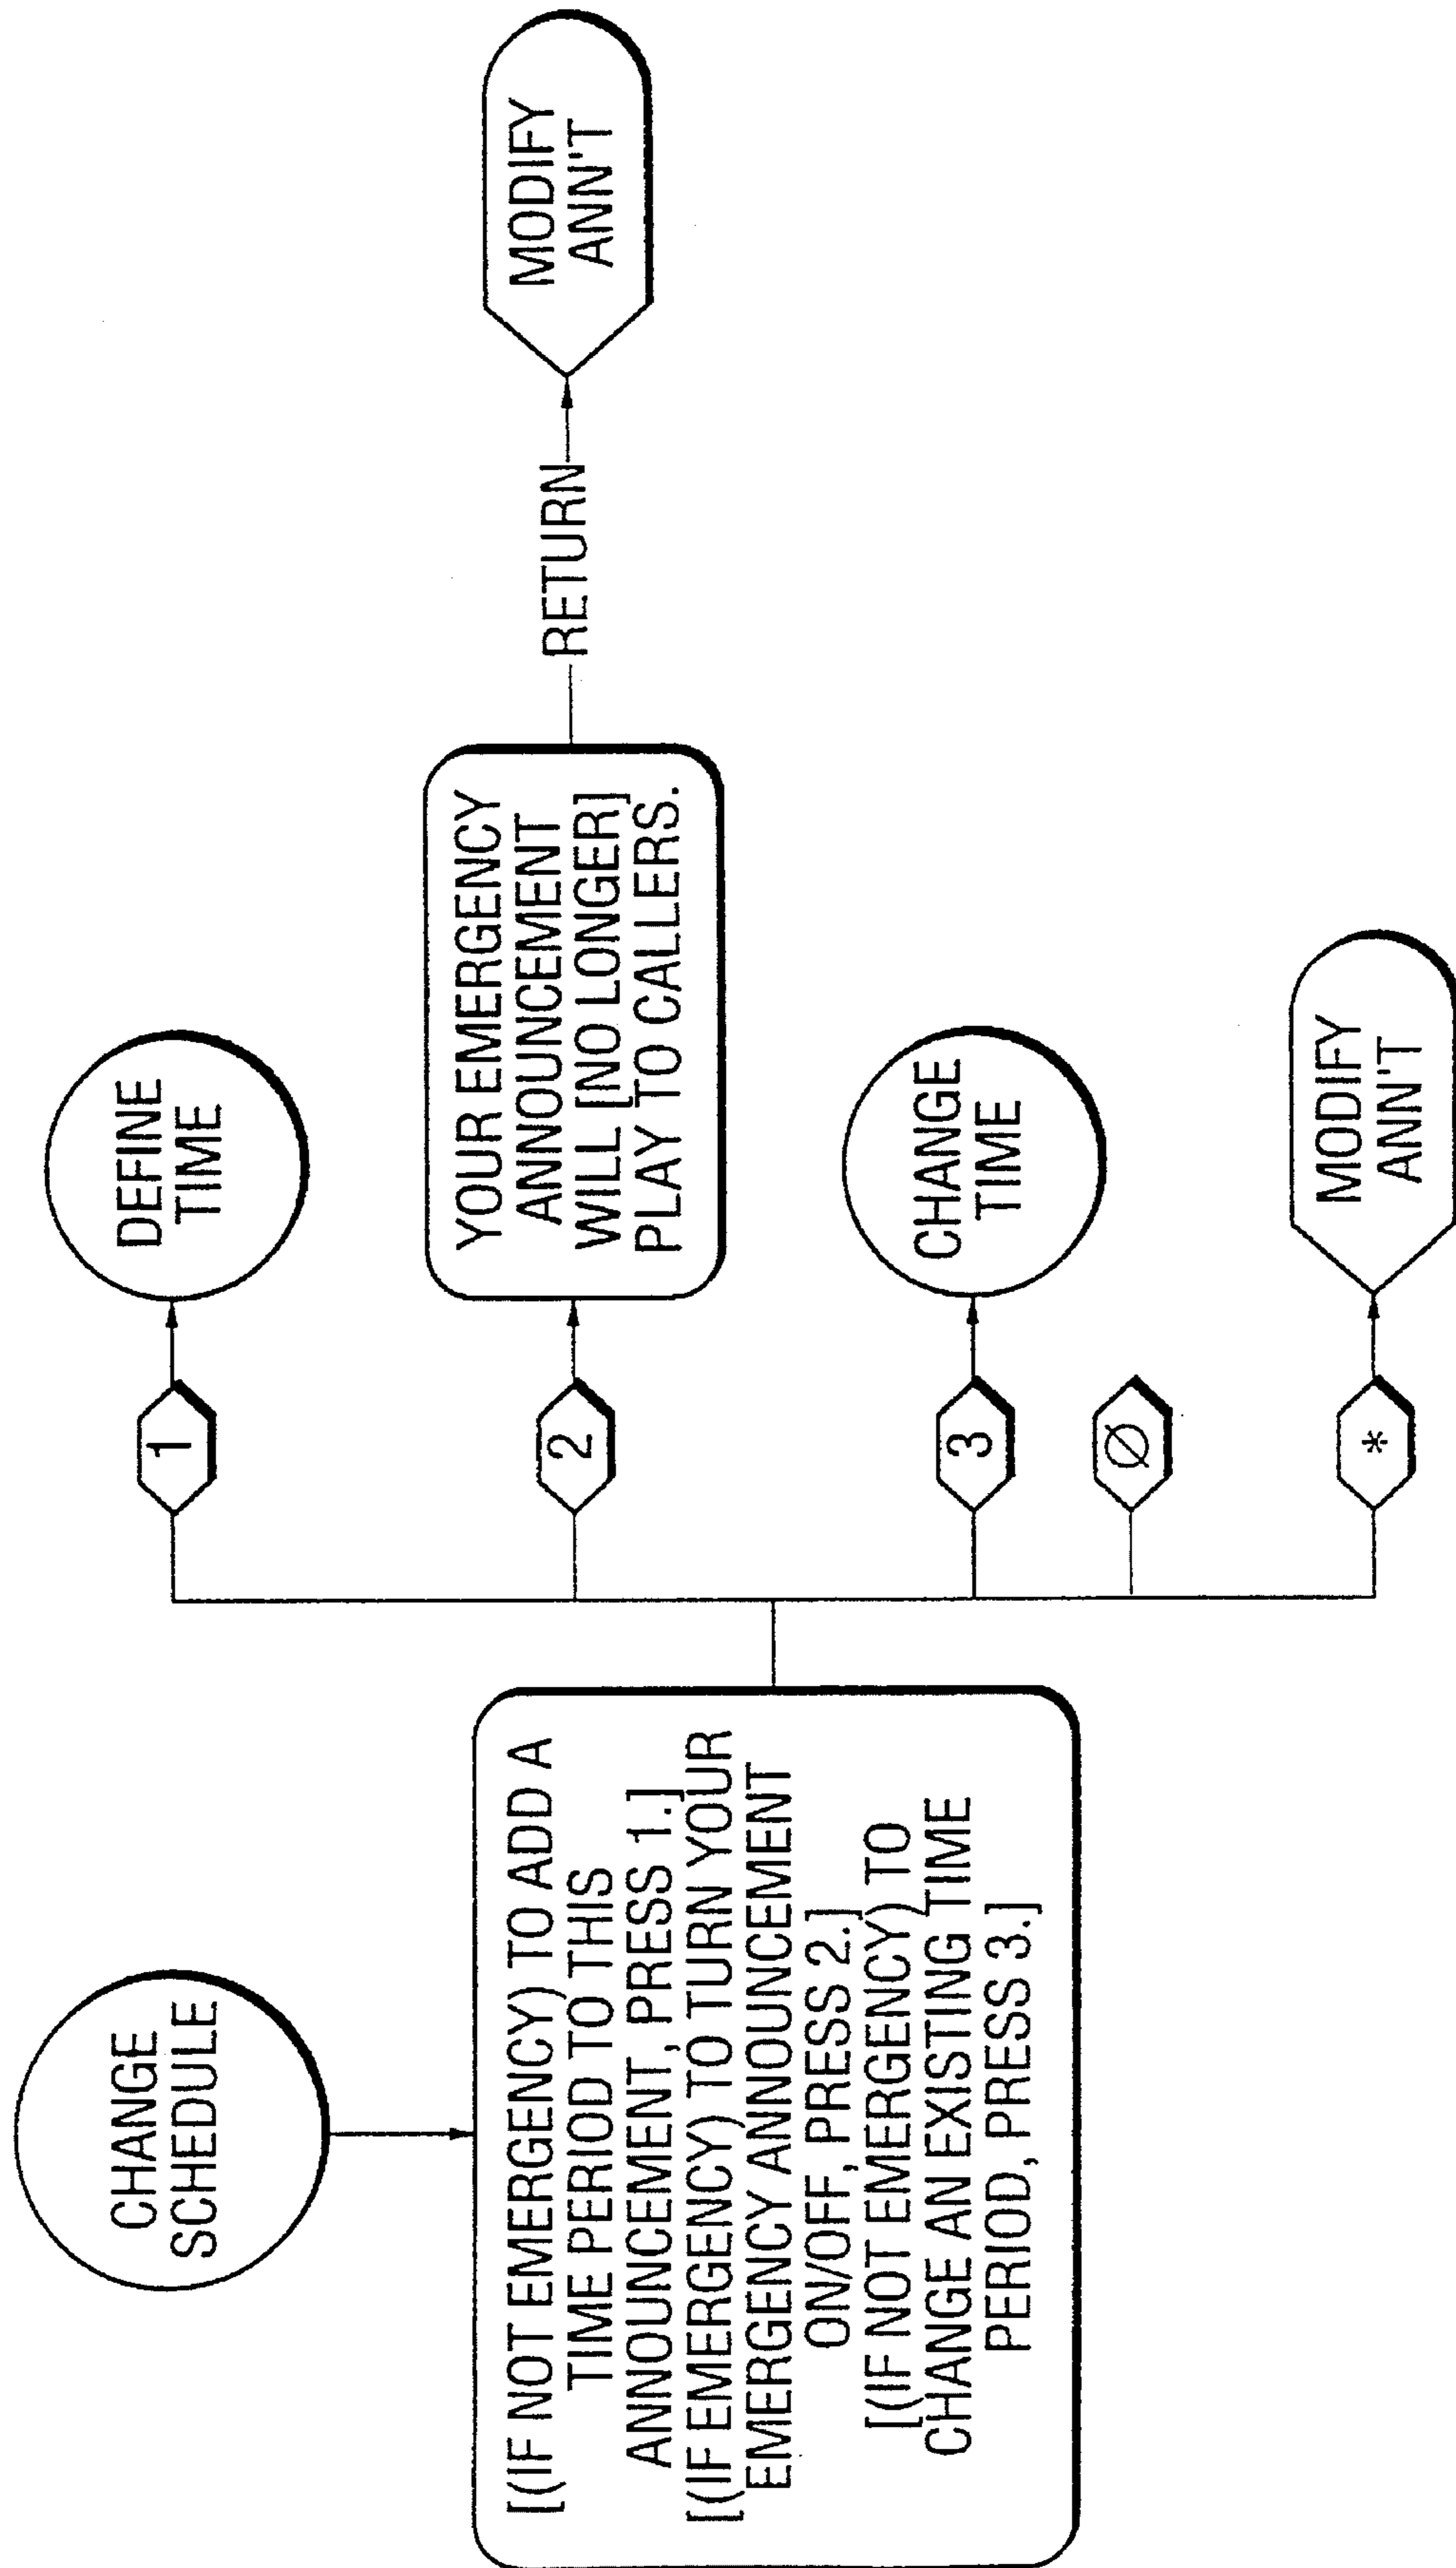 CHANGE
SCHEDULE
[(IF NOT EMERGENCY) TO ADD A
TIME PERIOD TO THIS
ANNOUNCEMENT, PRESS 1.]
[(IF EMERGENCY) TO TURN YOUR
EMERGENCY ANNOUNCEMENT
ON/OFF, PRESS 2.]
[(IF NOT EMERGENCY) TO
CHANGE AN EXISTING TIME
PERIOD, PRESS 3.]
1
DEFINE
TIME
2
YOUR EMERGENCY
ANNOUNCEMENT
WILL [NO LONGER]
PLAY TO CALLERS.
RETURN
MODIFY
ANN'T
3
CHANGE
TIME
Ø
*
MODIFY
ANN'T